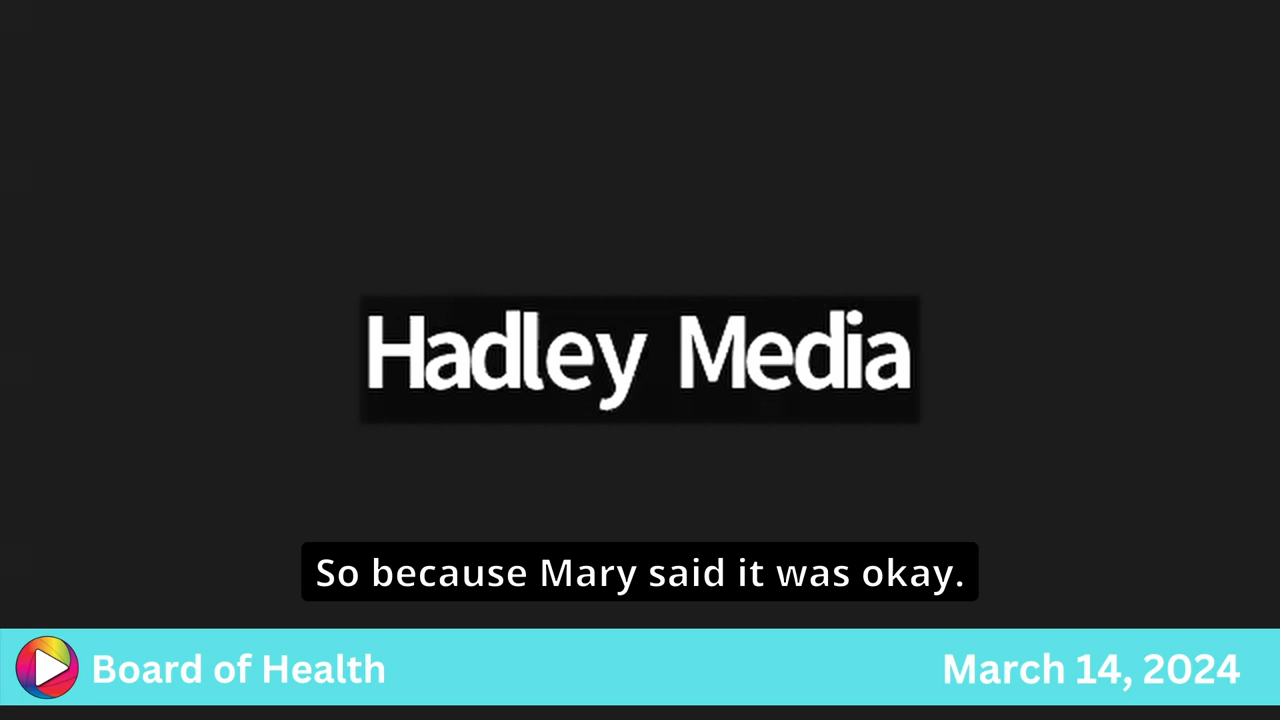 Hadley Media
So because Mary said it was okay.
Board of Health
March 14, 2024